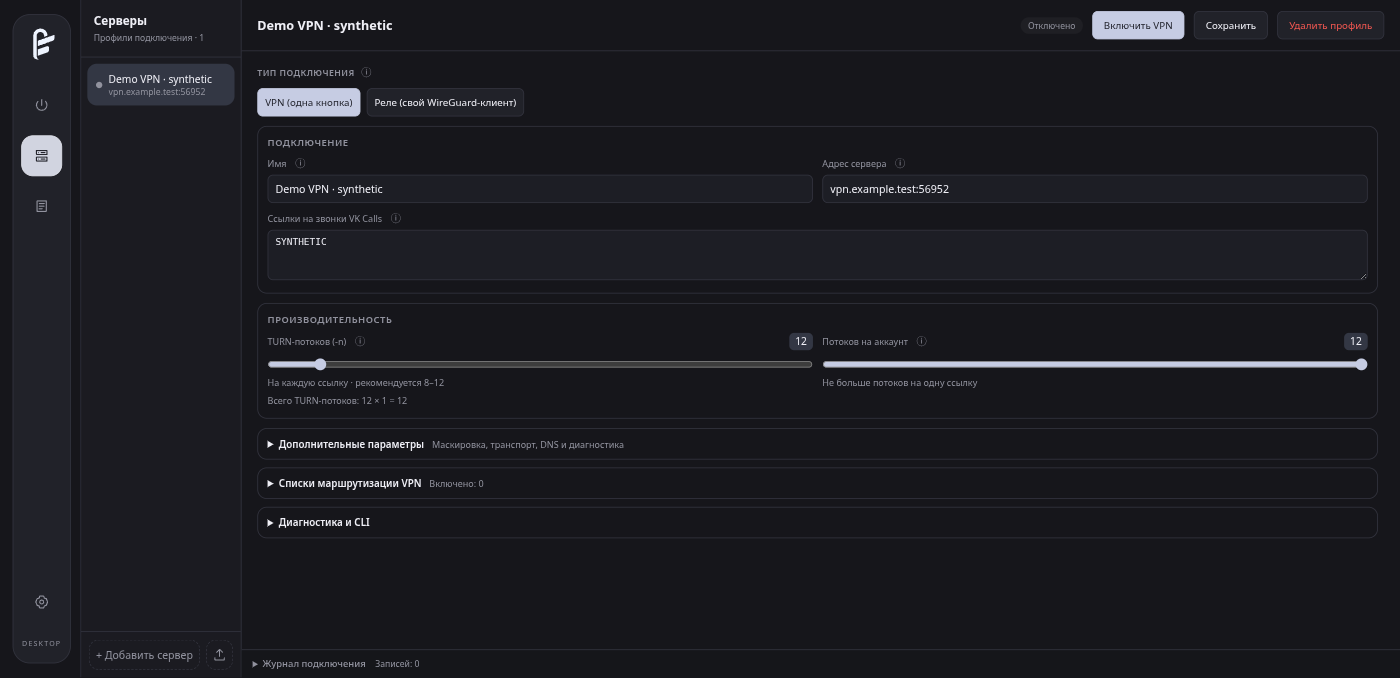 Серверы
Профили подключения · 1
Demo VPN · synthetic
vpn.example.test:56952
+ Добавить сервер
DESKTOP
Demo VPN · synthetic
Отключено
Включить VPN
Сохранить
Удалить профиль
ТИП ПОДКЛЮЧЕНИЯ
VPN (одна кнопка)
Реле (свой WireGuard-клиент)
ПОДКЛЮЧЕНИЕ
Имя
Адрес сервера
Demo VPN · synthetic
vpn.example.test:56952
Ссылки на звонки VK Calls
SYNTHETIC
ПРОИЗВОДИТЕЛЬНОСТЬ
TURN-потоков (-n)
12
Потоков на аккаунт
12
На каждую ссылку · рекомендуется 8–12
Не больше потоков на одну ссылку
Всего TURN-потоков: 12 × 1 = 12
Дополнительные параметры Маскировка, транспорт, DNS и диагностика
Списки маршрутизации VPN Включено: 0
Диагностика и CLI
Журнал подключения Записей: 0